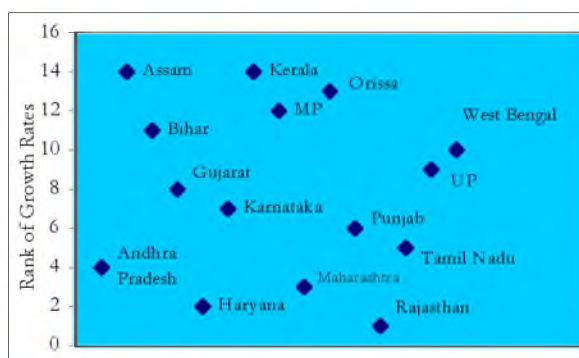 16
14
12
10
8
6
4
2
0
Rank of Growth Rates
Assam
Kerala
Orissa
MP
West Bengal
Bihar
UP
Gujarat
Karnataka
Punjab
Andhra
Pradesh
Tamil Nadu
Maharashtra
Haryana
Rajasthan